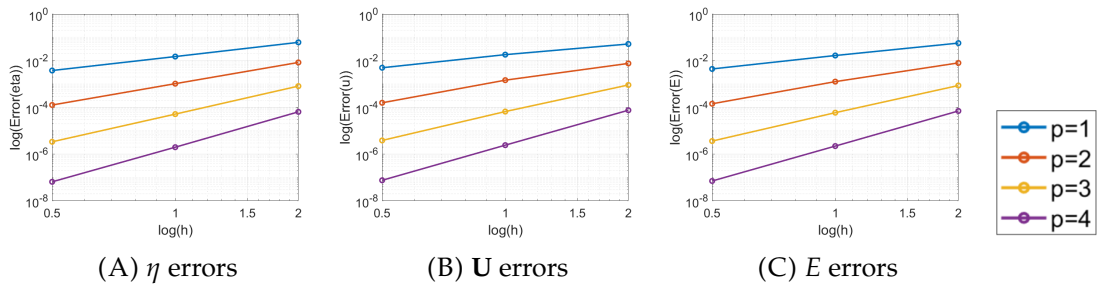 10^0
10^-2
10^-4
10^-6
10^-8
log(Error(eta))
0.5 1 1.5 2
log(h)
(A) η errors
10^0
10^-2
10^-4
10^-6
10^-8
log(Error(u))
0.5 1 1.5 2
log(h)
(B) U errors
10^0
10^-2
10^-4
10^-6
10^-8
log(Error(E))
0.5 1 1.5 2
log(h)
(C) E errors
p=1
p=2
p=3
p=4